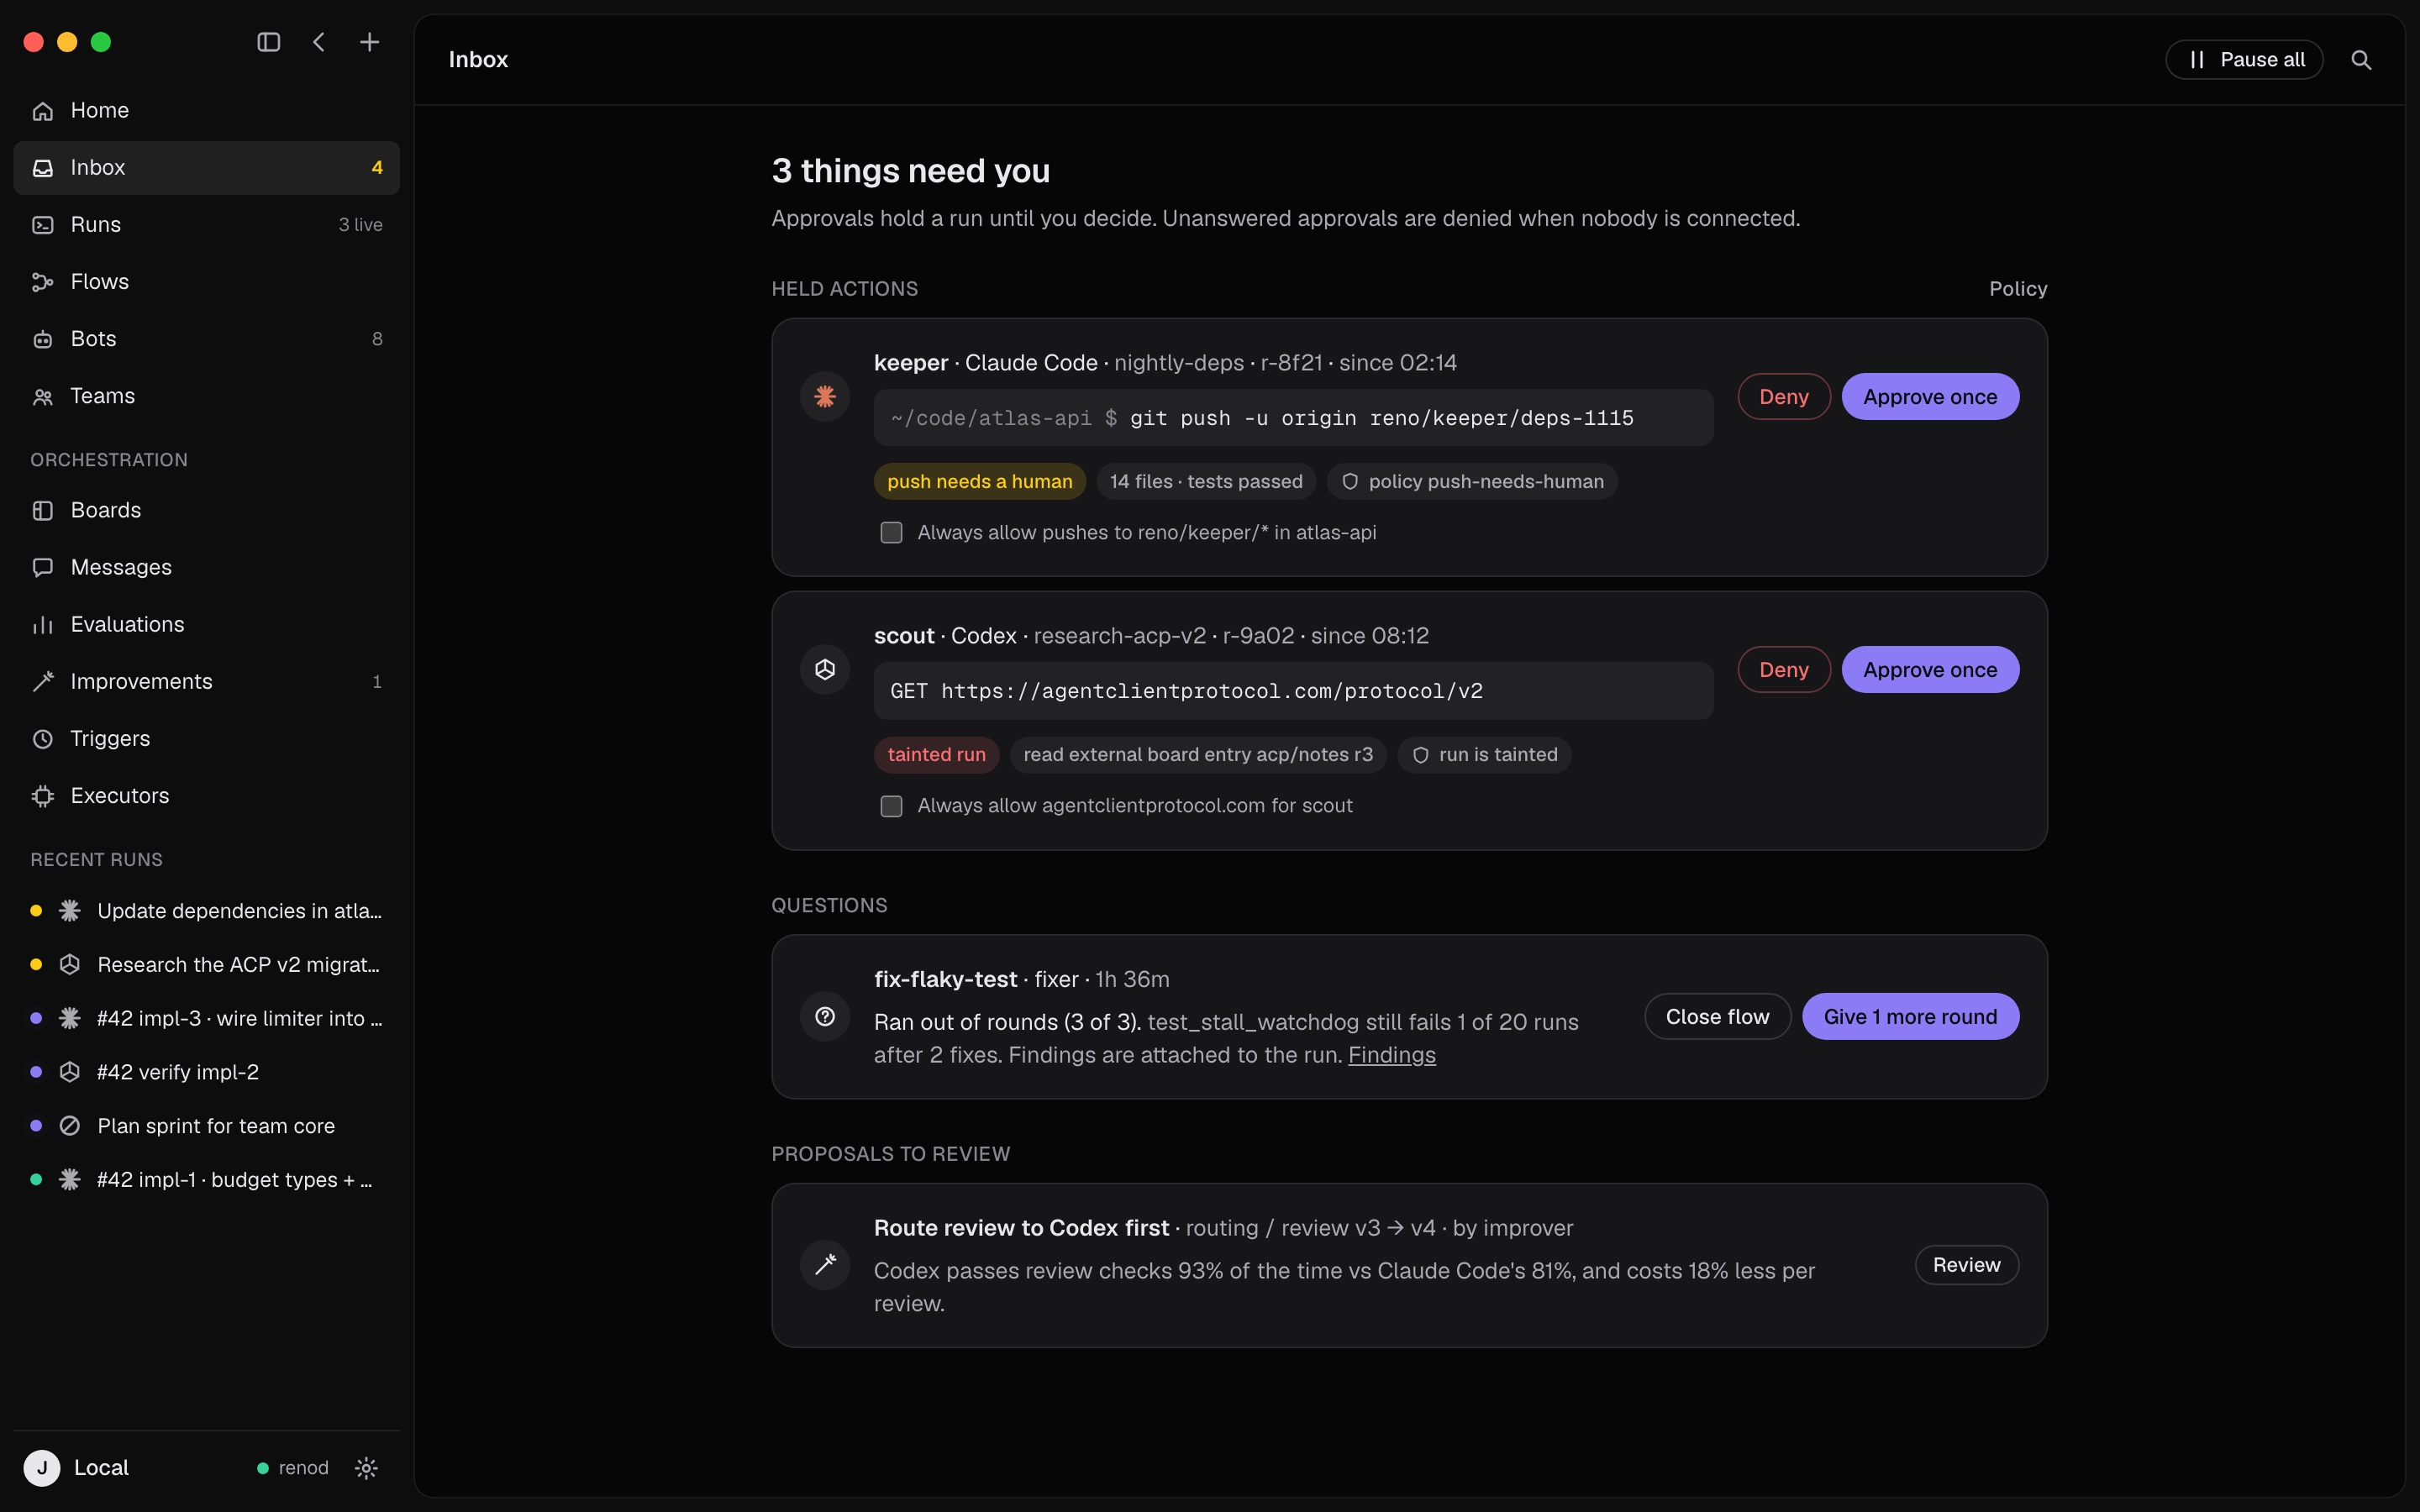 Home
Inbox 4
Runs 3 live
Flows
Bots 8
Teams
ORCHESTRATION
Boards
Messages
Evaluations
Improvements 1
Triggers
Executors
RECENT RUNS
Update dependencies in atla...
Research the ACP v2 migrat...
#42 impl-3 · wire limiter into ...
#42 verify impl-2
Plan sprint for team core
#42 impl-1 · budget types + ...
J Local renod
Inbox
Pause all
3 things need you
Approvals hold a run until you decide. Unanswered approvals are denied when nobody is connected.
HELD ACTIONS Policy
keeper · Claude Code · nightly-deps · r-8f21 · since 02:14
~/code/atlas-api $ git push -u origin reno/keeper/deps-1115
Deny Approve once
push needs a human 14 files · tests passed policy push-needs-human
Always allow pushes to reno/keeper/* in atlas-api
scout · Codex · research-acp-v2 · r-9a02 · since 08:12
GET https://agentclientprotocol.com/protocol/v2
Deny Approve once
tainted run read external board entry acp/notes r3 run is tainted
Always allow agentclientprotocol.com for scout
QUESTIONS
fix-flaky-test · fixer · 1h 36m
Ran out of rounds (3 of 3). test_stall_watchdog still fails 1 of 20 runs
after 2 fixes. Findings are attached to the run. Findings
Close flow Give 1 more round
PROPOSALS TO REVIEW
Route review to Codex first · routing / review v3 → v4 · by improver
Codex passes review checks 93% of the time vs Claude Code's 81%, and costs 18% less per
review.
Review